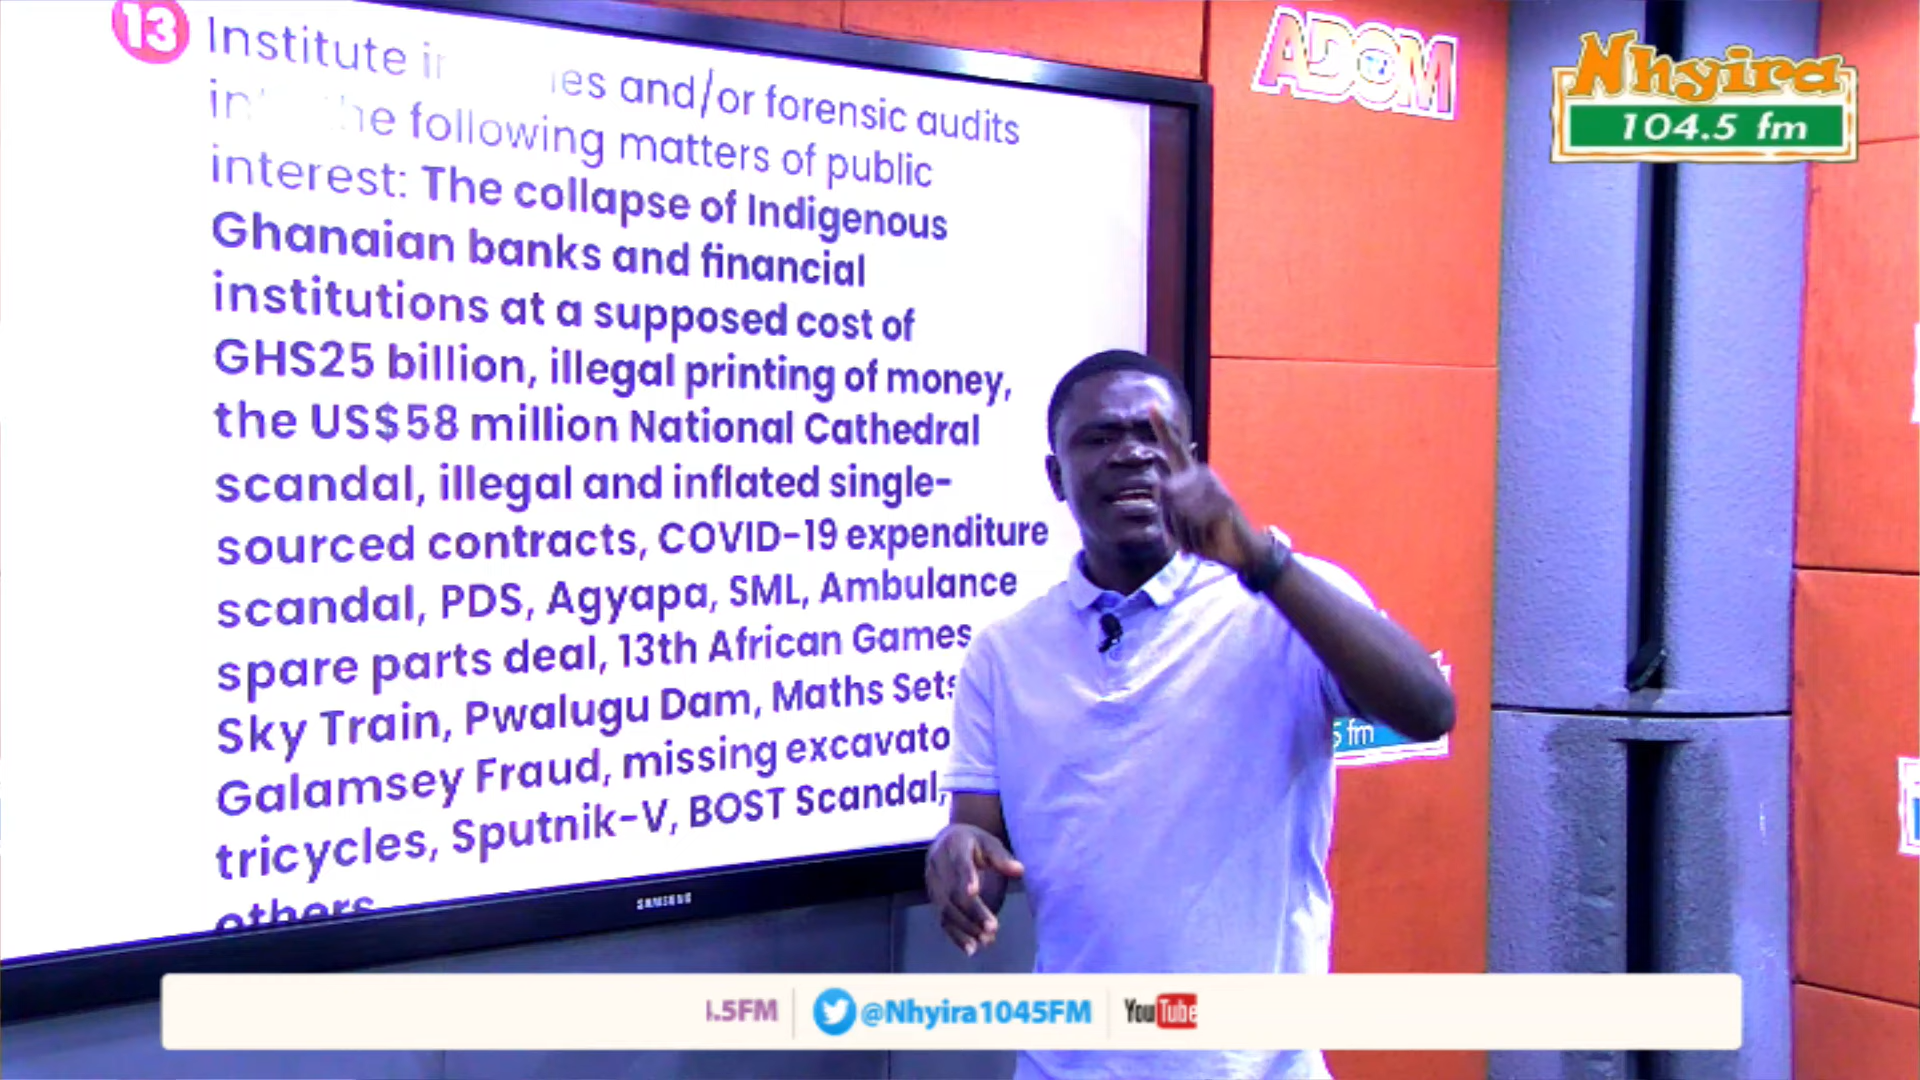 13
Institute and/or forensic audits
the following matters of public
interest: The collapse of Indigenous
Ghanaian banks and financial
institutions at a supposed cost of
GHS25 billion, illegal printing of money,
the US$58 million National Cathedral
scandal, illegal and inflated single-
sourced contracts, COVID-19 expenditure
scandal, PDS, Agyapa, SML, Ambulance
spare parts deal, 13th African Games
Sky Train, Pwalugu Dam, Maths Sets
Galamsey Fraud, missing
tricycles, Sputnik-V, BOST Scandal,
others
SAMSUNG
ADOM
Nhyira
104.5 fm
5 fm
.5FM
@Nhyira1045FM
YouTube